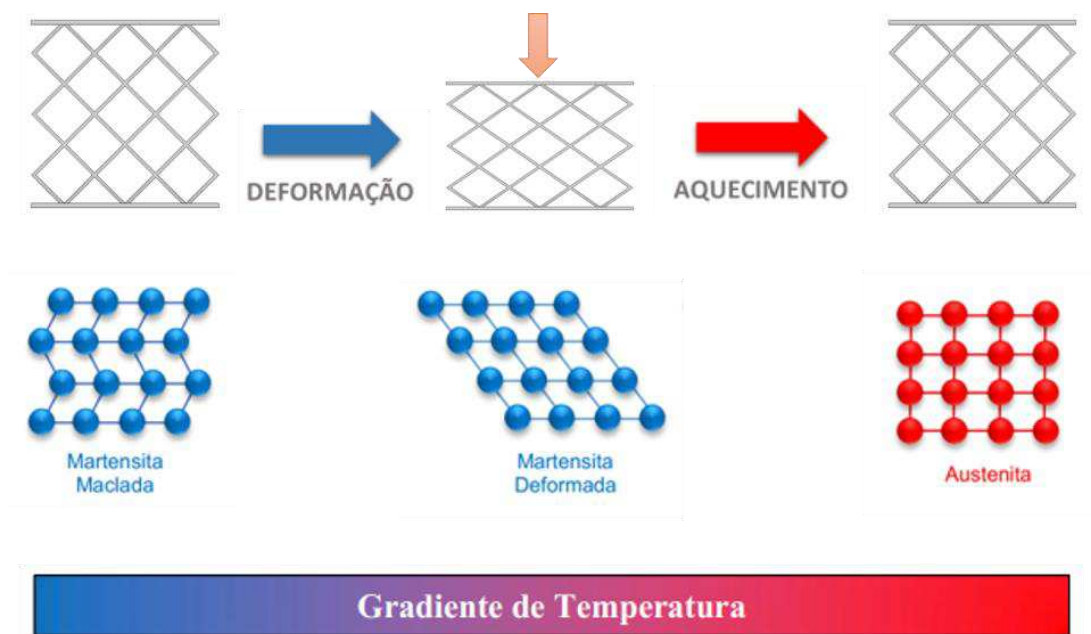 DEFORMAÇÃO
AQUECIMENTO
Martensita
Maclada
Martensita
Deformada
Austenita
Gradiente de Temperatura